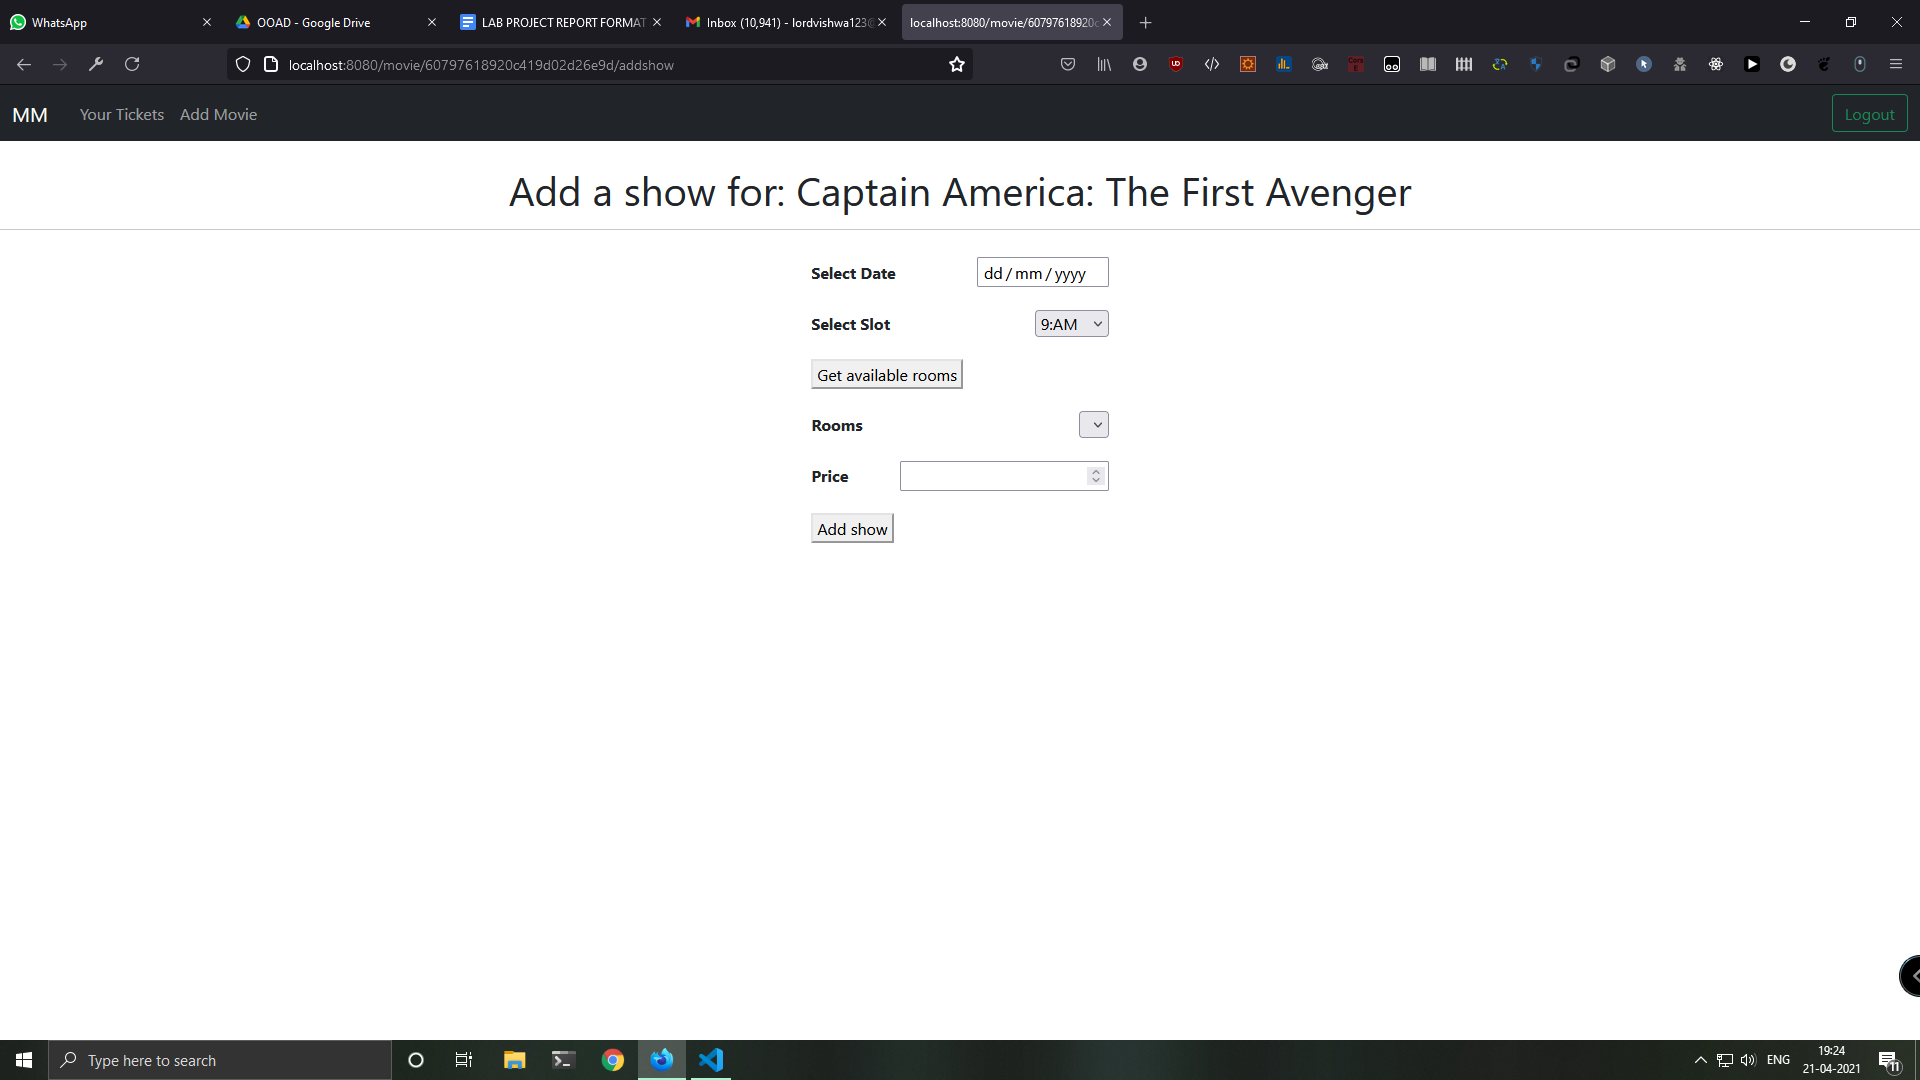 WhatsApp
OOAD - Google Drive
LAB PROJECT REPORT FORMAT
Inbox (10,941) - lordvishwa123@
localhost:8080/movie/60797618920c
localhost:8080/movie/60797618920c419d02d26e9d/addshow
MM
Your Tickets
Add Movie
Logout
Add a show for: Captain America: The First Avenger
Select Date
dd/mm/yyyy
Select Slot
9:AM
Get available rooms
Rooms
Price
Add show
Type here to search
ENG
19:24
21-04-2021
11